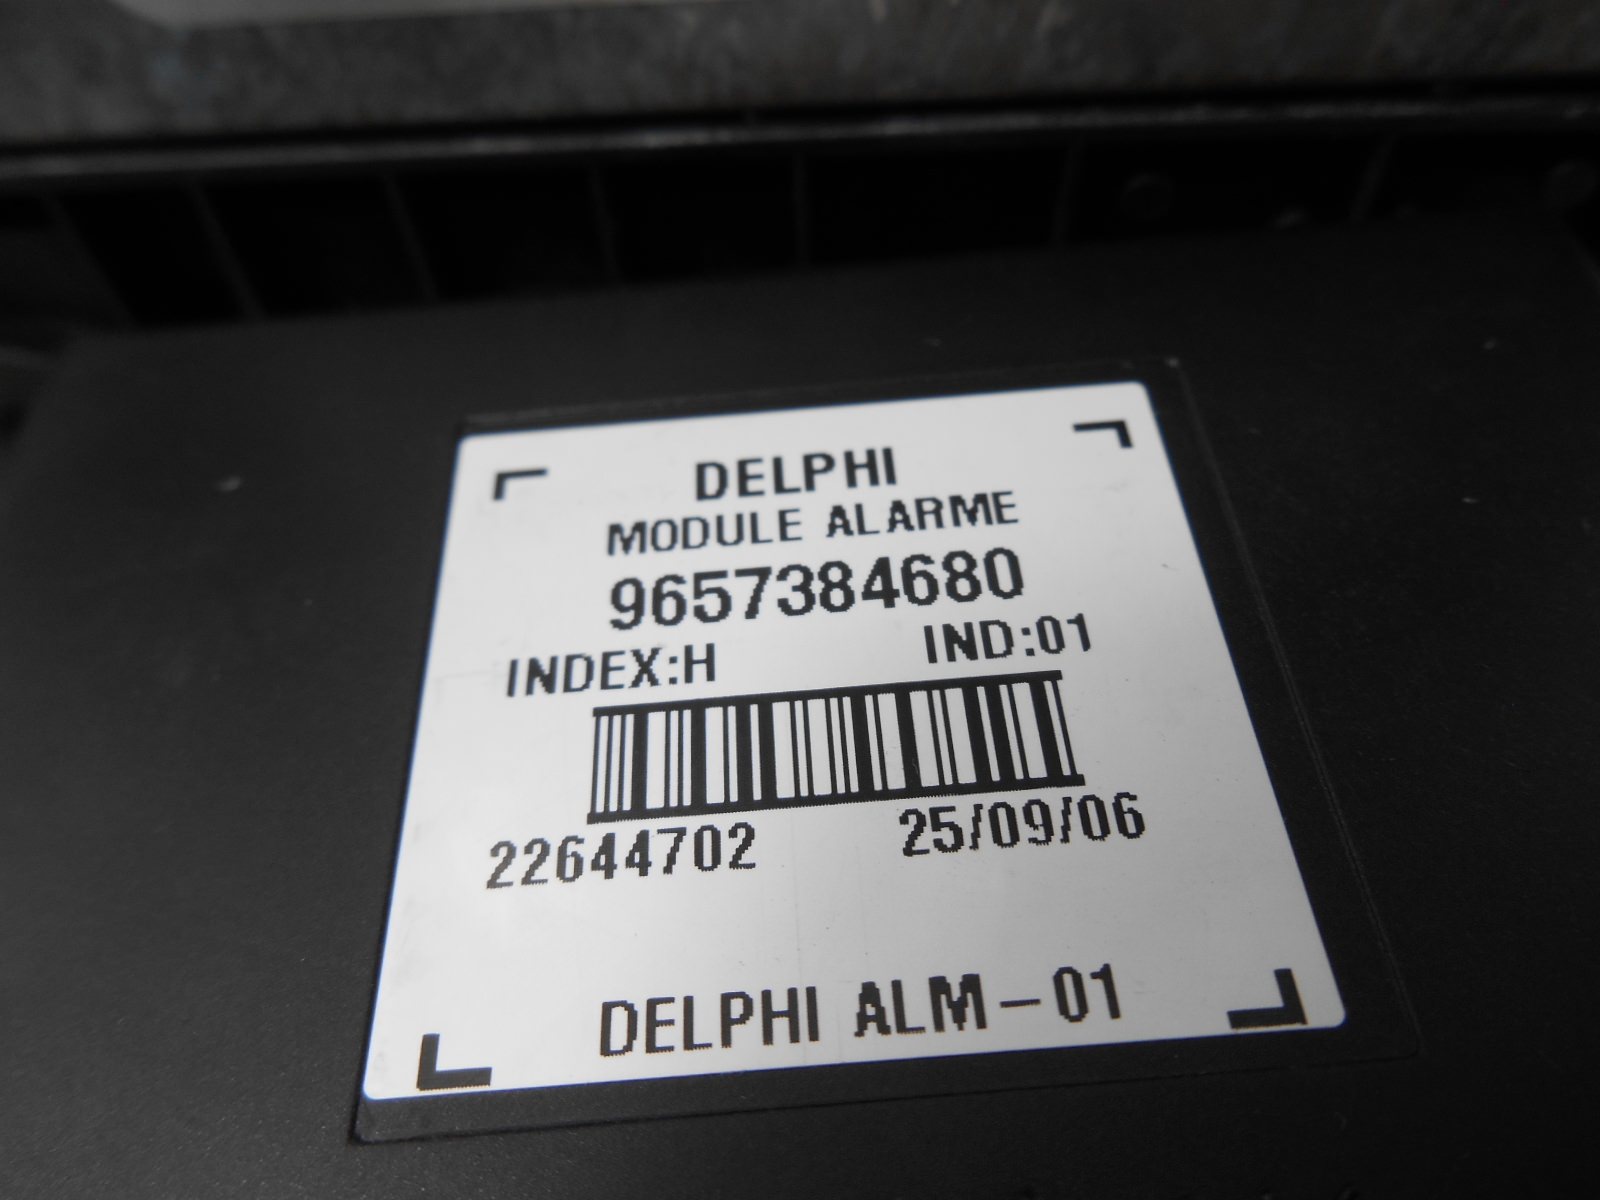 DELPHI
MODULE ALARME
9657384680
INDEX:H IND:01
22644702 25/09/06
DELPHI ALM-01